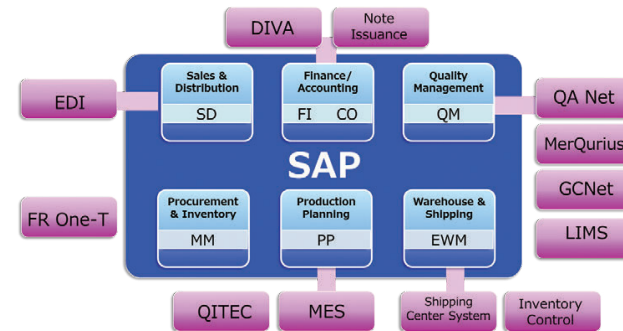 DIVA
Note
Issuance
Sales &
Distribution
SD
Finance/
Accounting
FI CO
Quality
Management
QM
EDI
QA Net
MerQurius
SAP
GCNet
FR One-T
Procurement
& Inventory
MM
Production
Planning
PP
Warehouse &
Shipping
EWM
LIMS
QITEC
MES
Shipping
Center System
Inventory
Control